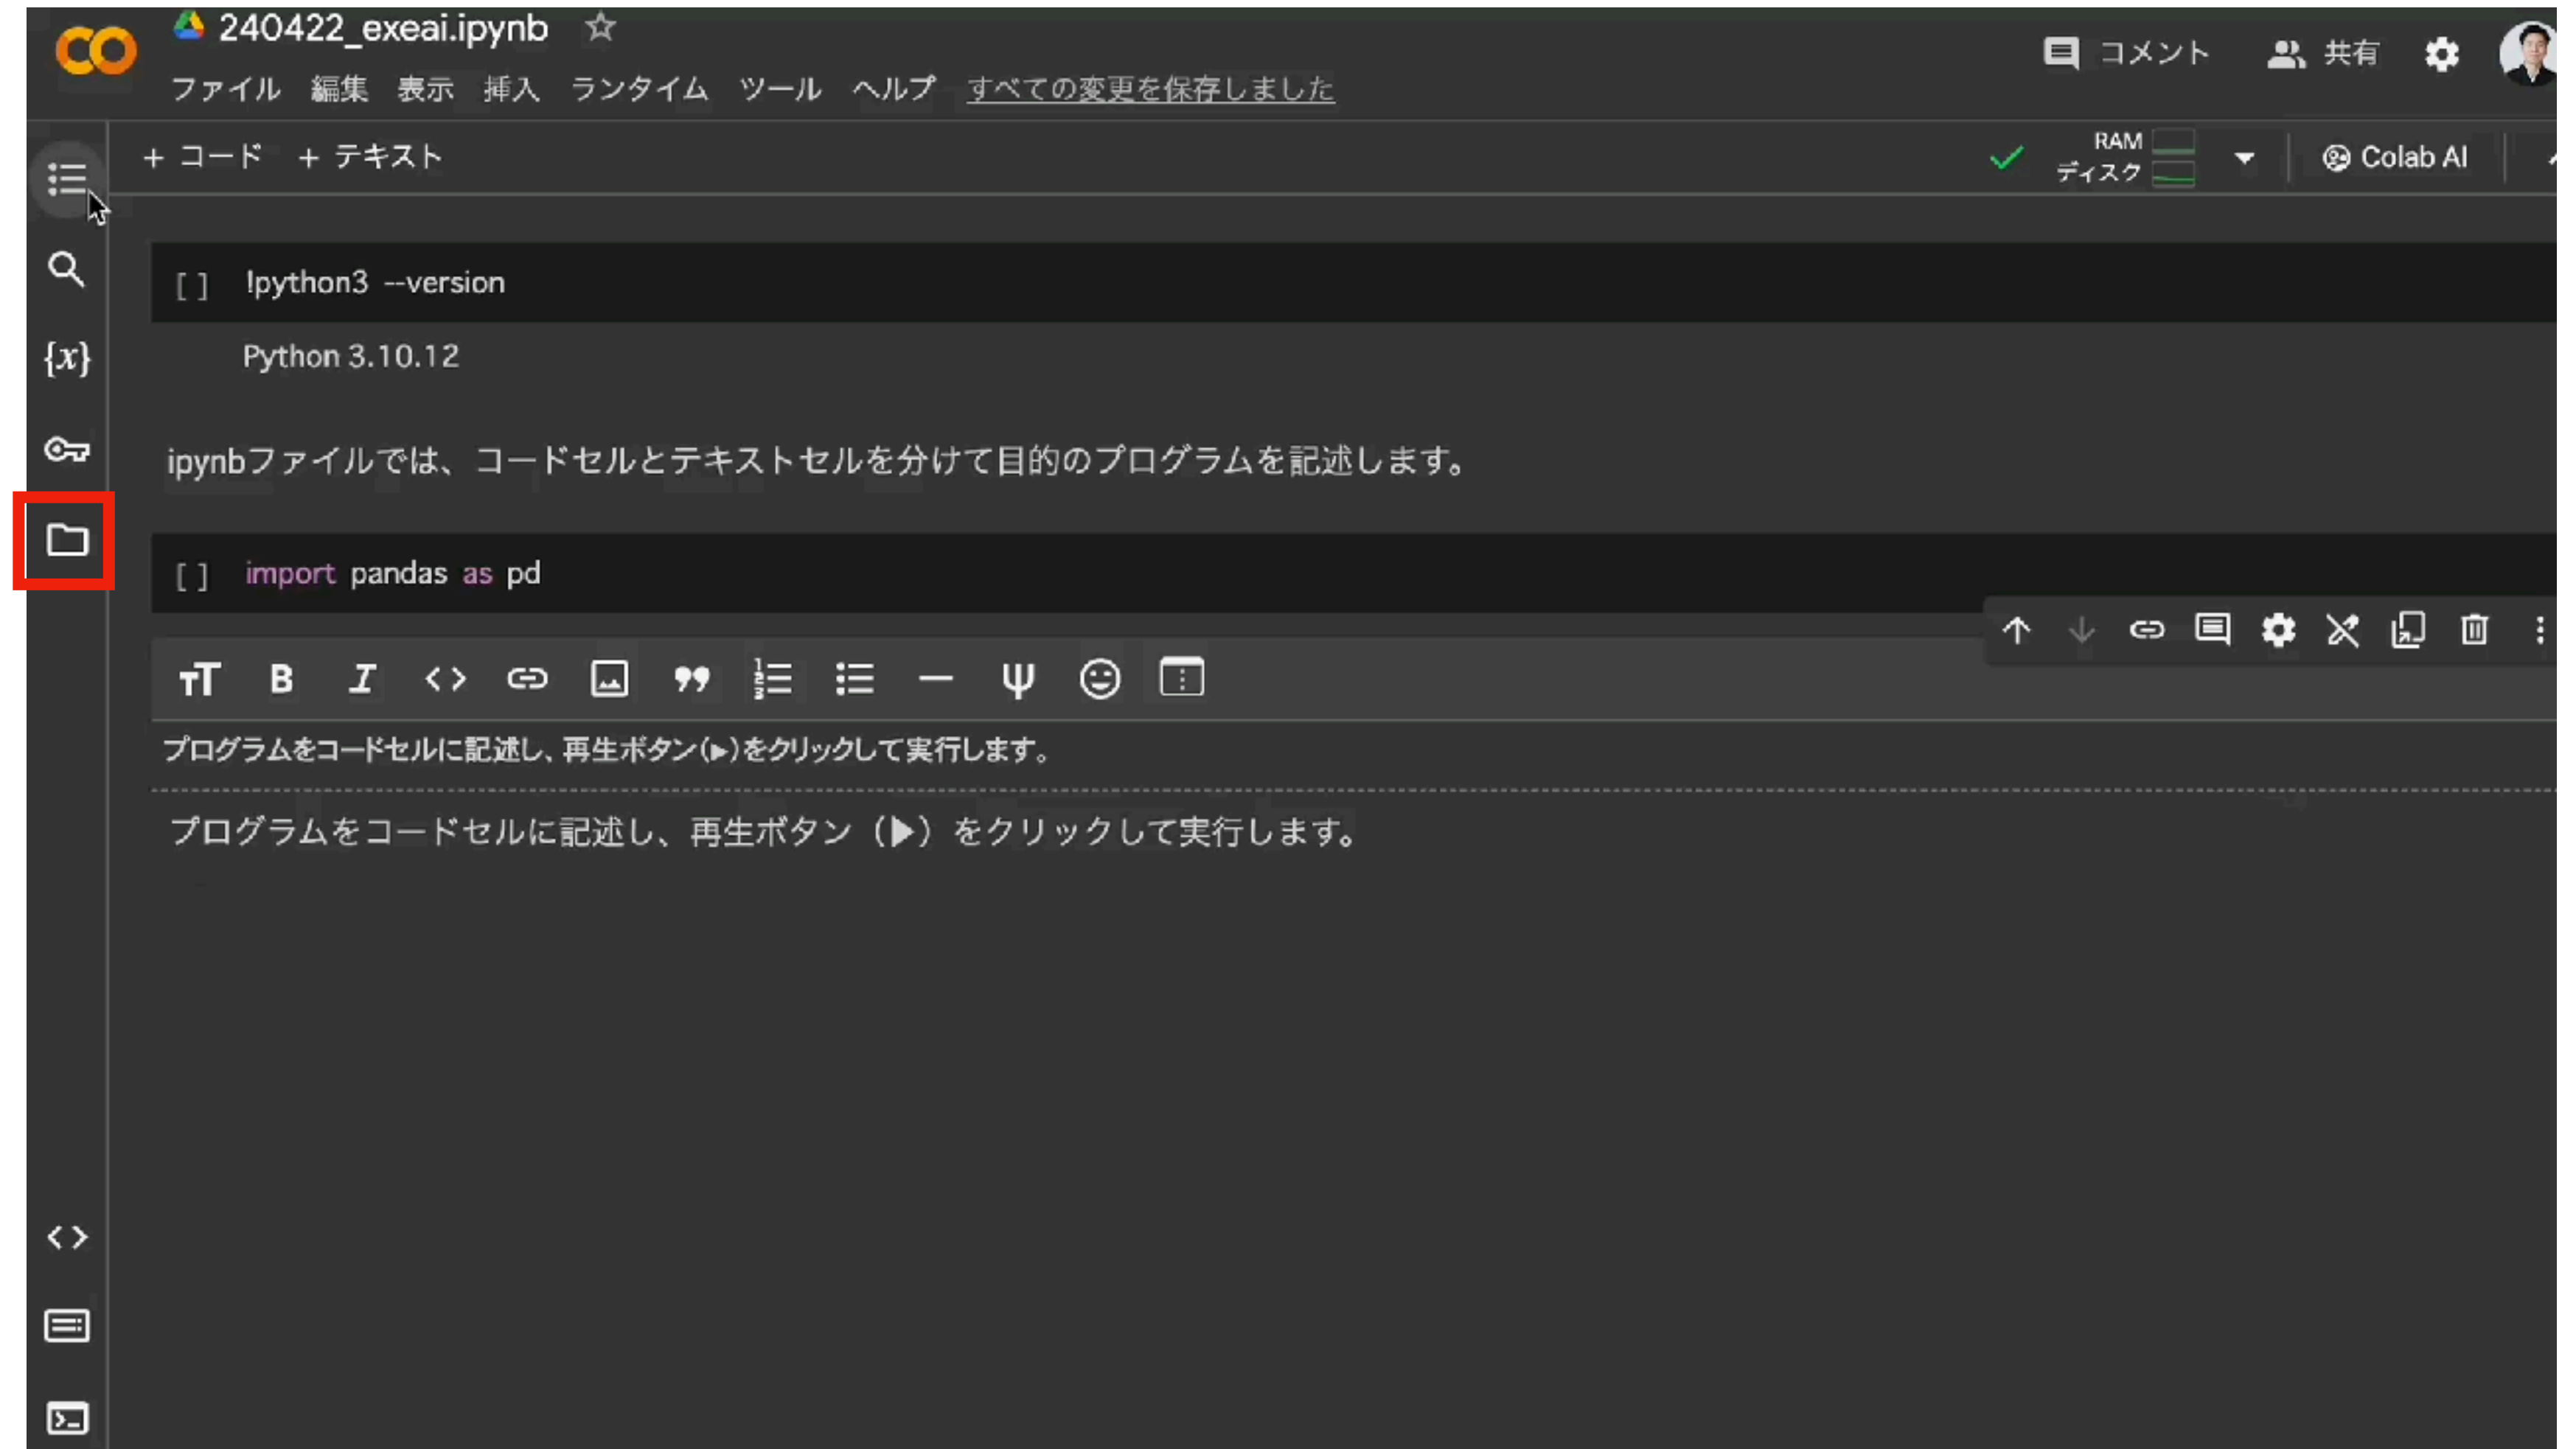 240422_exeai.ipynb
コメント 共有
ファイル 編集 表示 挿入 ランタイム ツール ヘルプ すべての変更を保存しました
+ コード + テキスト
RAM
ディスク
Colab AI
{x}
[ ] !python3 --version
Python 3.10.12
ipynbファイルでは、コードセルとテキストセルを分けて目的のプログラムを記述します。
[ ] import pandas as pd
プログラムをコードセルに記述し、再生ボタン(▶)をクリックして実行します。
プログラムをコードセルに記述し、再生ボタン（▶）をクリックして実行します。